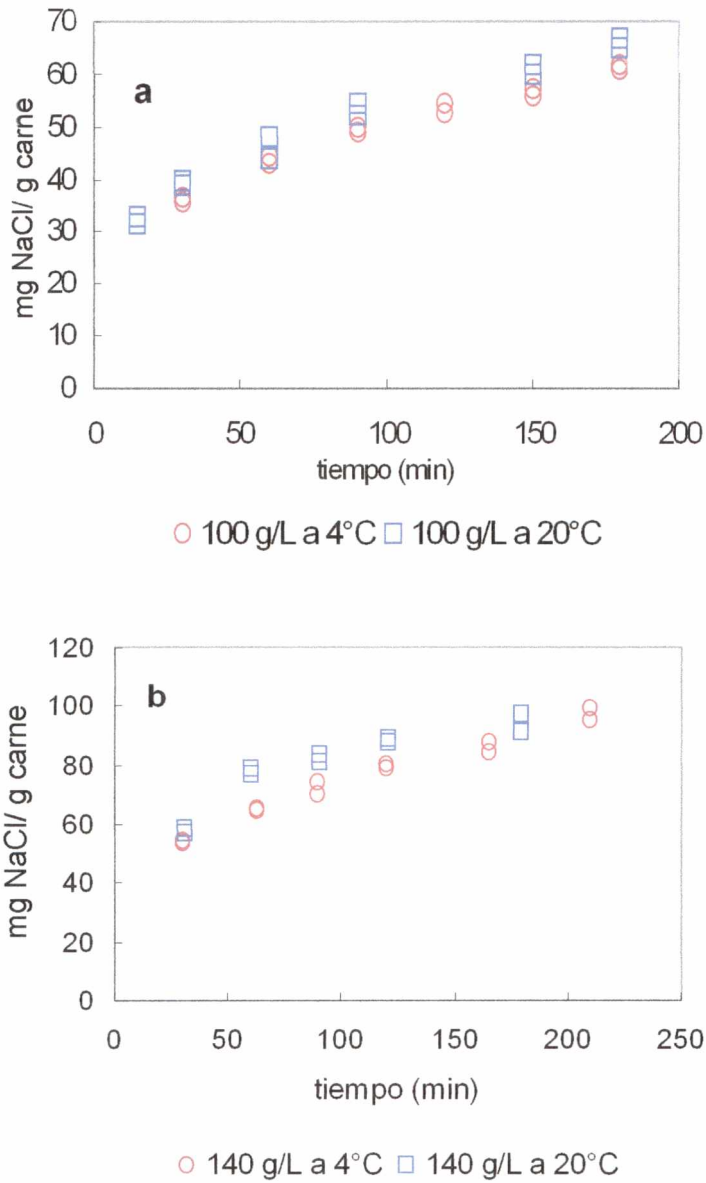 70
60
50
40
30
20
10
0
a
mg NaCl/ g carne
0 50 100 150 200
tiempo (min)
100 g/L a 4°C 100 g/L a 20°C
120
100
80
60
40
20
0
b
mg NaCl/ g carne
0 50 100 150 200 250
tiempo (min)
140 g/L a 4°C 140 g/L a 20°C